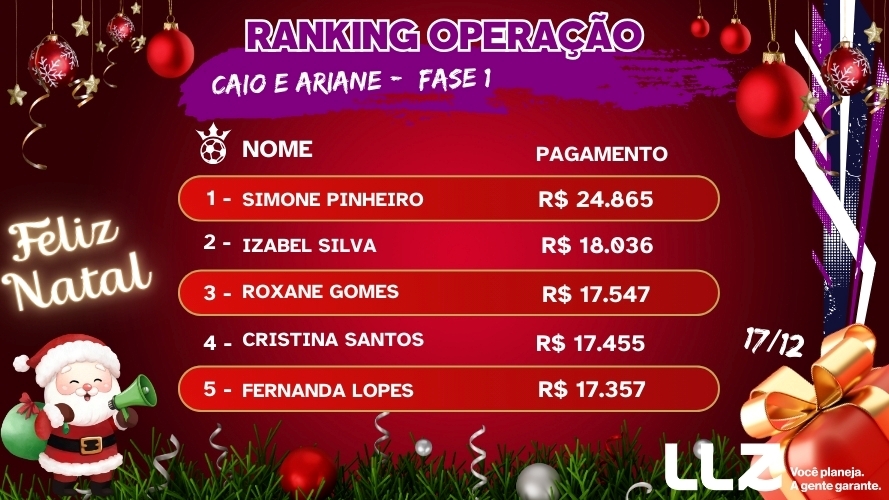 RANKING OPERAÇÃO
CAIO E ARIANE - FASE 1
NOME PAGAMENTO
1 - SIMONE PINHEIRO R$ 24.865
2 - IZABEL SILVA R$ 18.036
3 - ROXANE GOMES R$ 17.547
4 - CRISTINA SANTOS R$ 17.455
5 - FERNANDA LOPES R$ 17.357
Feliz
Natal
17/12
LLZ
Você planeja.
A gente garante.